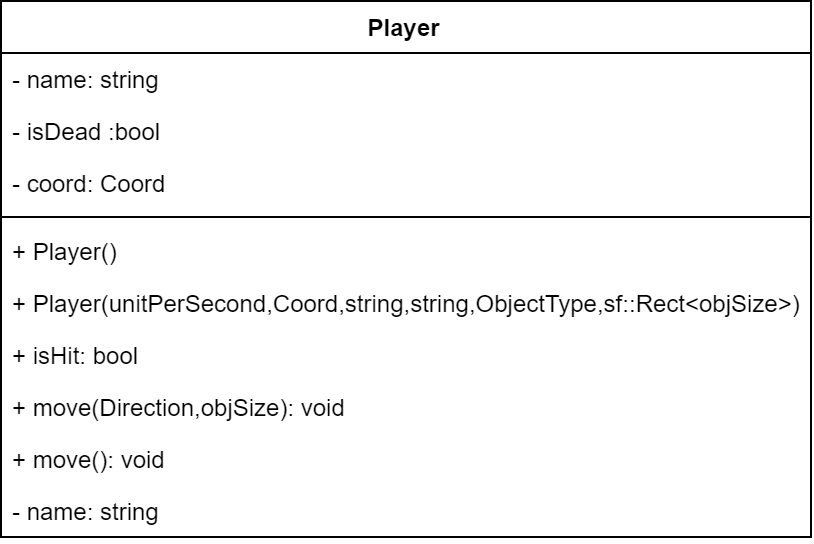 Player
- name: string
- isDead :bool
- coord: Coord
+ Player()
+ Player(unitPerSecond,Coord,string,string,ObjectType,sf::Rect<objSize>)
+ isHit: bool
+ move(Direction,objSize): void
+ move(): void
- name: string